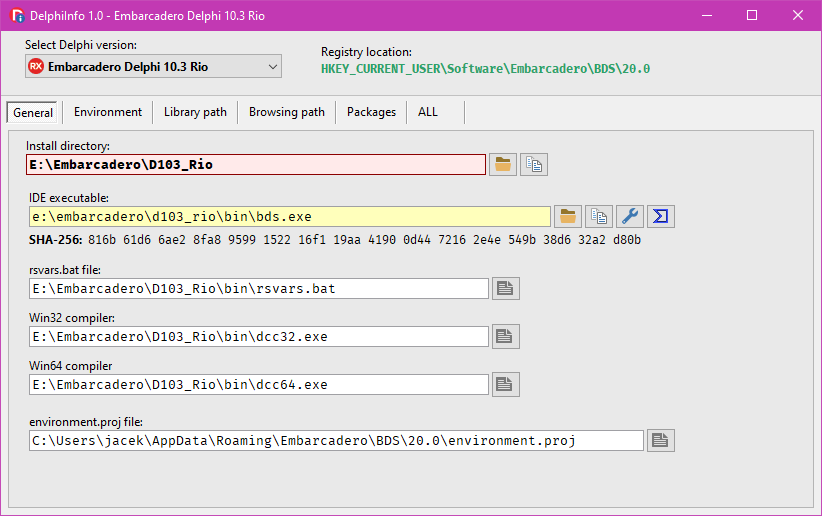 DelphiInfo 1.0 - Embarcadero Delphi 10.3 Rio
Select Delphi version:
RX Embarcadero Delphi 10.3 Rio
Registry location:
HKEY_CURRENT_USER\Software\Embarcadero\BDS\20.0
General Environment Library path Browsing path Packages ALL
Install directory:
E:\Embarcadero\D103_Rio
IDE executable:
e:\embarcadero\d103_rio\bin\bds.exe
SHA-256: 816b 61d6 6ae2 8fa8 9599 1522 16f1 19aa 4190 0d44 7216 2e4e 549b 38d6 32a2 d80b
rsvars.bat file:
E:\Embarcadero\D103_Rio\bin\rsvars.bat
Win32 compiler:
E:\Embarcadero\D103_Rio\bin\dcc32.exe
Win64 compiler
E:\Embarcadero\D103_Rio\bin\dcc64.exe
environment.proj file:
C:\Users\jacek\AppData\Roaming\Embarcadero\BDS\20.0\environment.proj